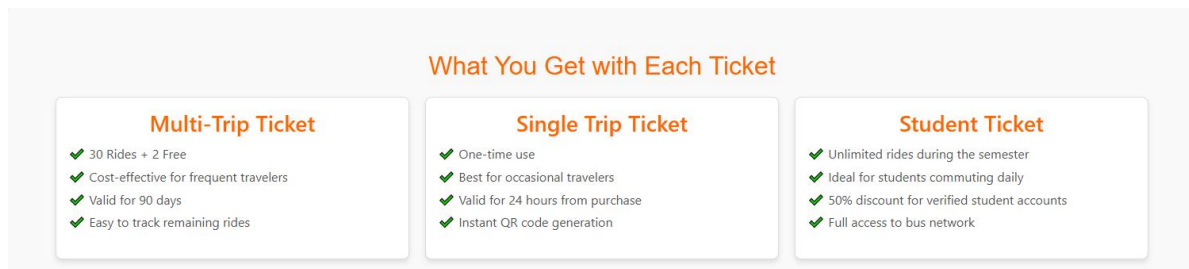 What You Get with Each Ticket
Multi-Trip Ticket
30 Rides + 2 Free
Cost-effective for frequent travelers
Valid for 90 days
Easy to track remaining rides
Single Trip Ticket
One-time use
Best for occasional travelers
Valid for 24 hours from purchase
Instant QR code generation
Student Ticket
Unlimited rides during the semester
Ideal for students commuting daily
50% discount for verified student accounts
Full access to bus network